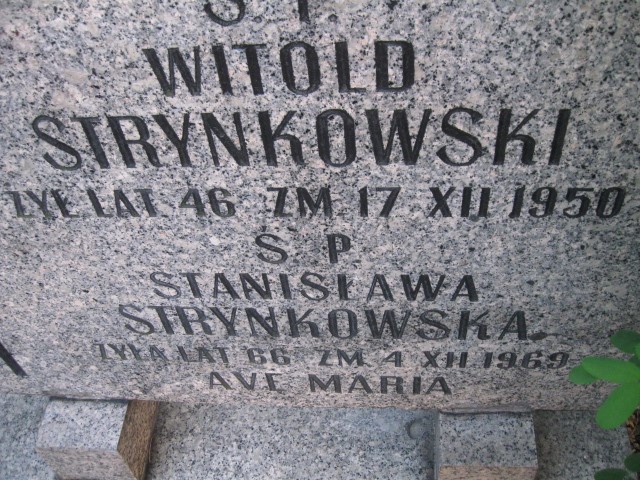 S. P.
WITOLD
STRYNKOWSKI
ŻYŁ LAT 46 ZM 17 XII 1950
S P
STANISŁAWA
STRYNKOWSKA
ŻYŁA LAT 66 ZM 4 XII 1969
AVE MARIA